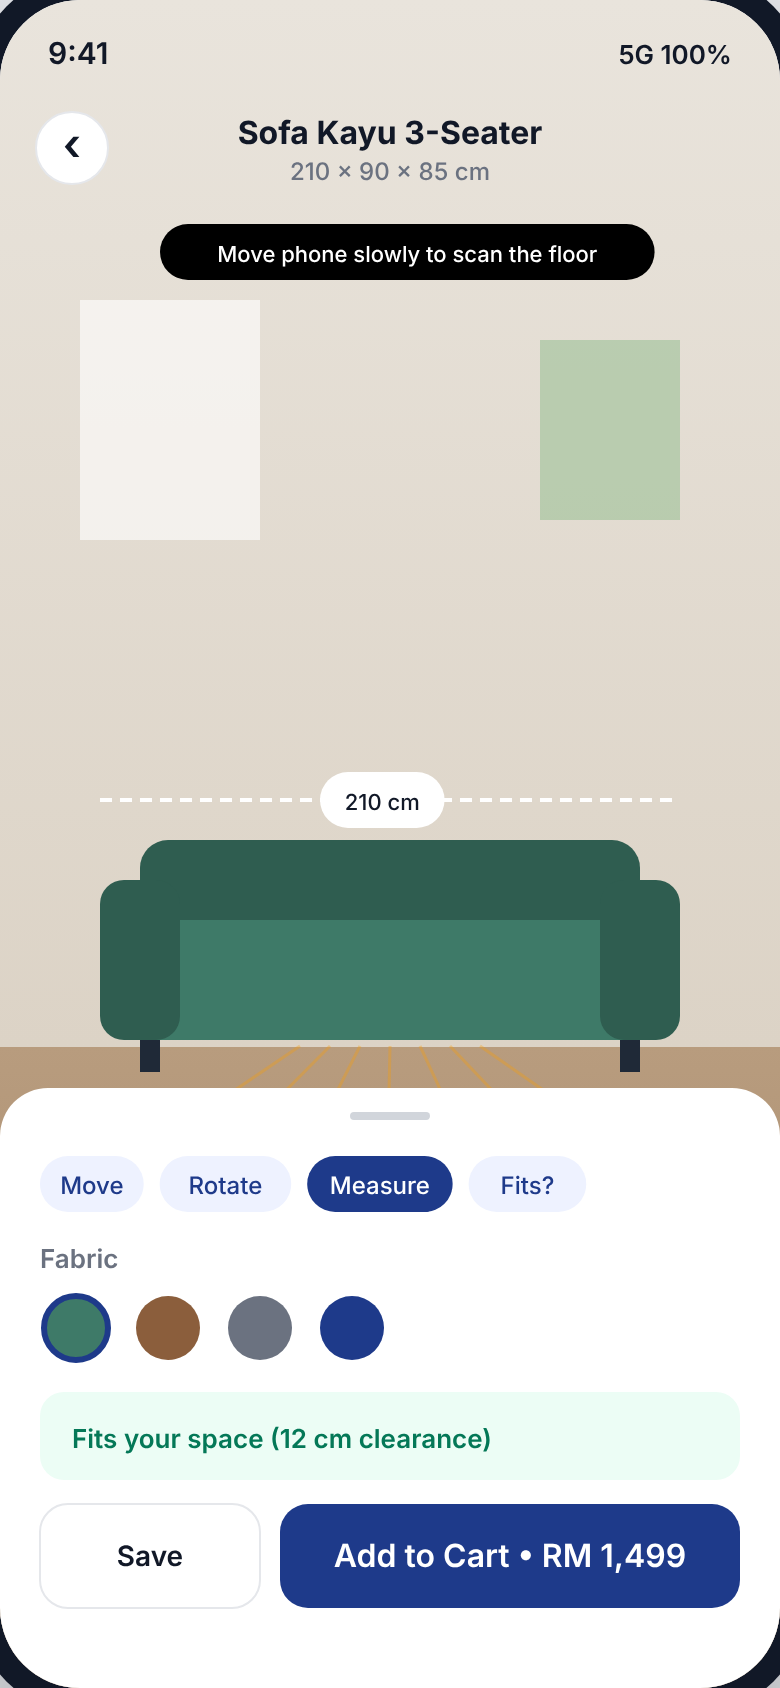 9:41
5G 100%
Sofa Kayu 3-Seater
210 × 90 × 85 cm
Move phone slowly to scan the floor
210 cm
Move
Rotate
Measure
Fits?
Fabric
Fits your space (12 cm clearance)
Save
Add to Cart • RM 1,499